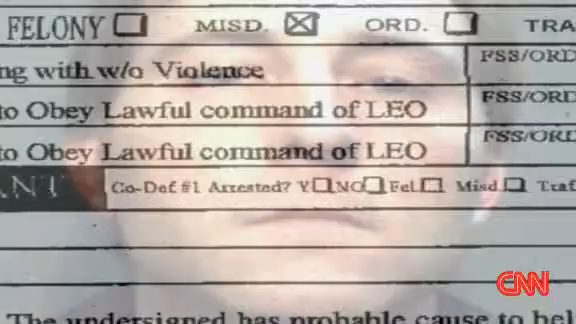 FELONY MISD. ORD. TRA
ng with w/o Violence FSS/ORD
to Obey Lawful command of LEO FSS/ORD
to Obey Lawful command of LEO FSS/ORD
ANT Co-Def. #1 Arrested? Y NO Fel Misd. Traf
CNN
The undersigned has probable cause to bel